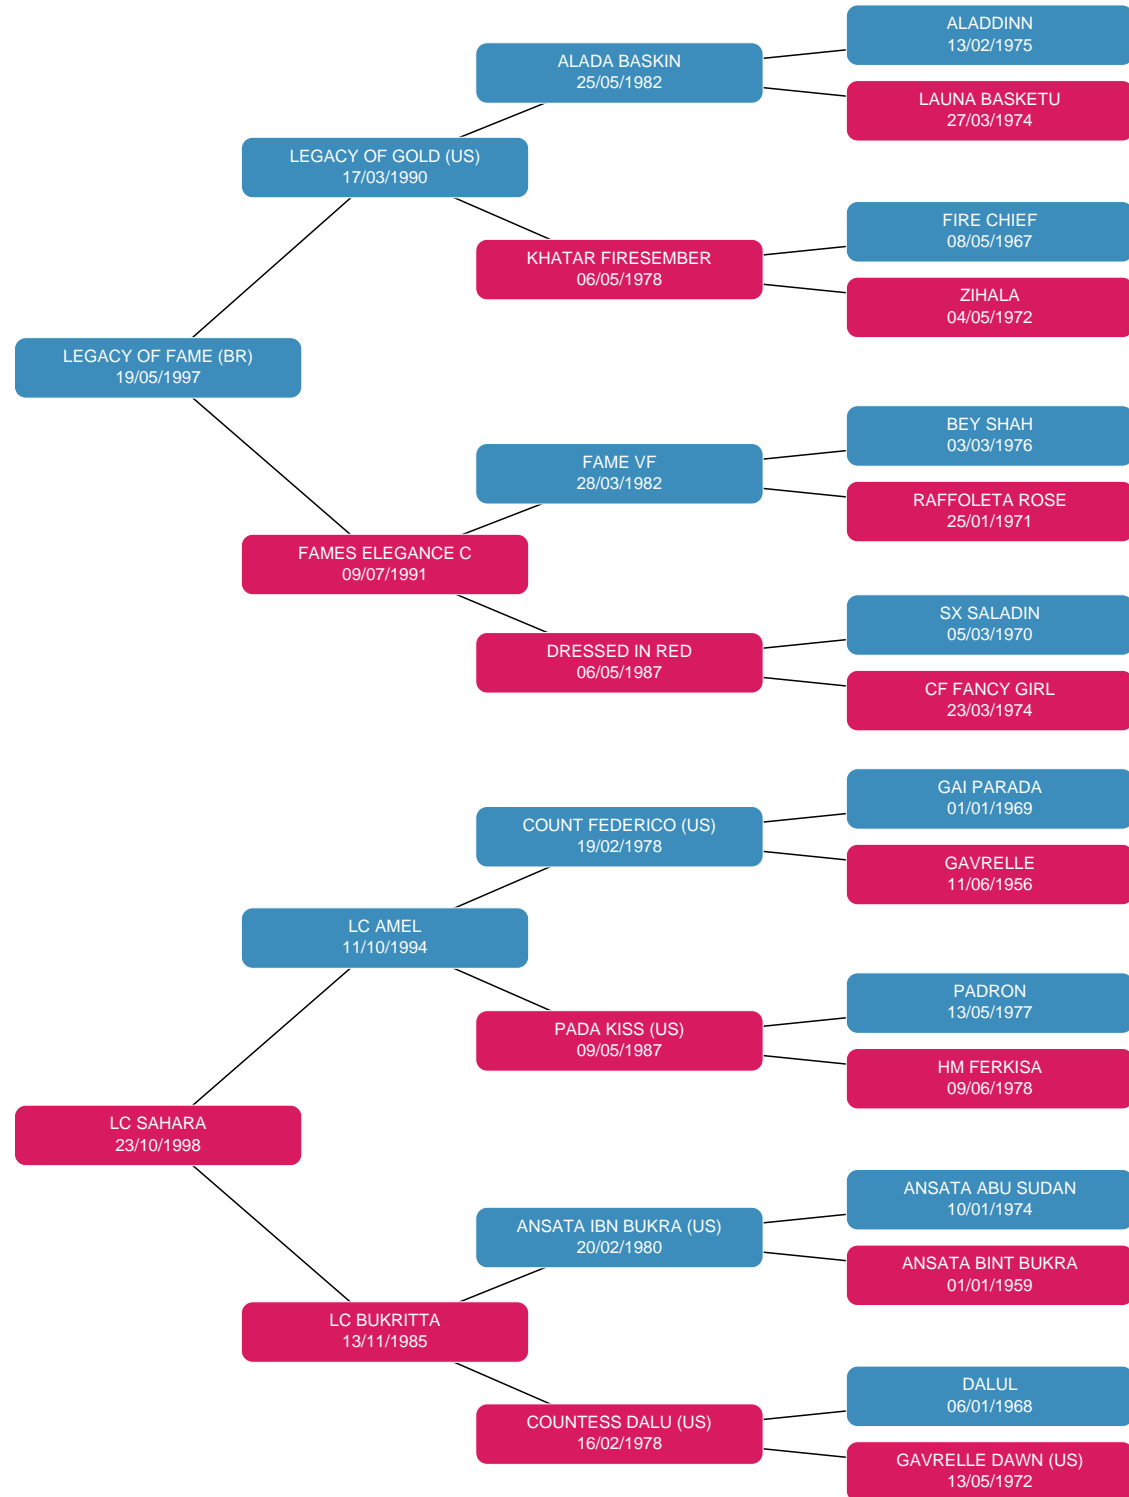 ALADDINN
13/02/1975
ALADA BASKIN
25/05/1982
LAUNA BASKETU
27/03/1974
LEGACY OF GOLD (US)
17/03/1990
FIRE CHIEF
08/05/1967
KHATAR FIRESEMBER
06/05/1978
ZIHALA
04/05/1972
LEGACY OF FAME (BR)
19/05/1997
BEY SHAH
03/03/1976
FAME VF
28/03/1982
RAFFOLETA ROSE
25/01/1971
FAMES ELEGANCE C
09/07/1991
SX SALADIN
05/03/1970
DRESSED IN RED
06/05/1987
CF FANCY GIRL
23/03/1974
GAI PARADA
01/01/1969
COUNT FEDERICO (US)
19/02/1978
GAVRELLE
11/06/1956
LC AMEL
11/10/1994
PADRON
13/05/1977
PADA KISS (US)
09/05/1987
HM FERKISA
09/06/1978
LC SAHARA
23/10/1998
ANSATA ABU SUDAN
10/01/1974
ANSATA IBN BUKRA (US)
20/02/1980
ANSATA BINT BUKRA
01/01/1959
LC BUKRITTA
13/11/1985
DALUL
06/01/1968
COUNTESS DALU (US)
16/02/1978
GAVRELLE DAWN (US)
13/05/1972